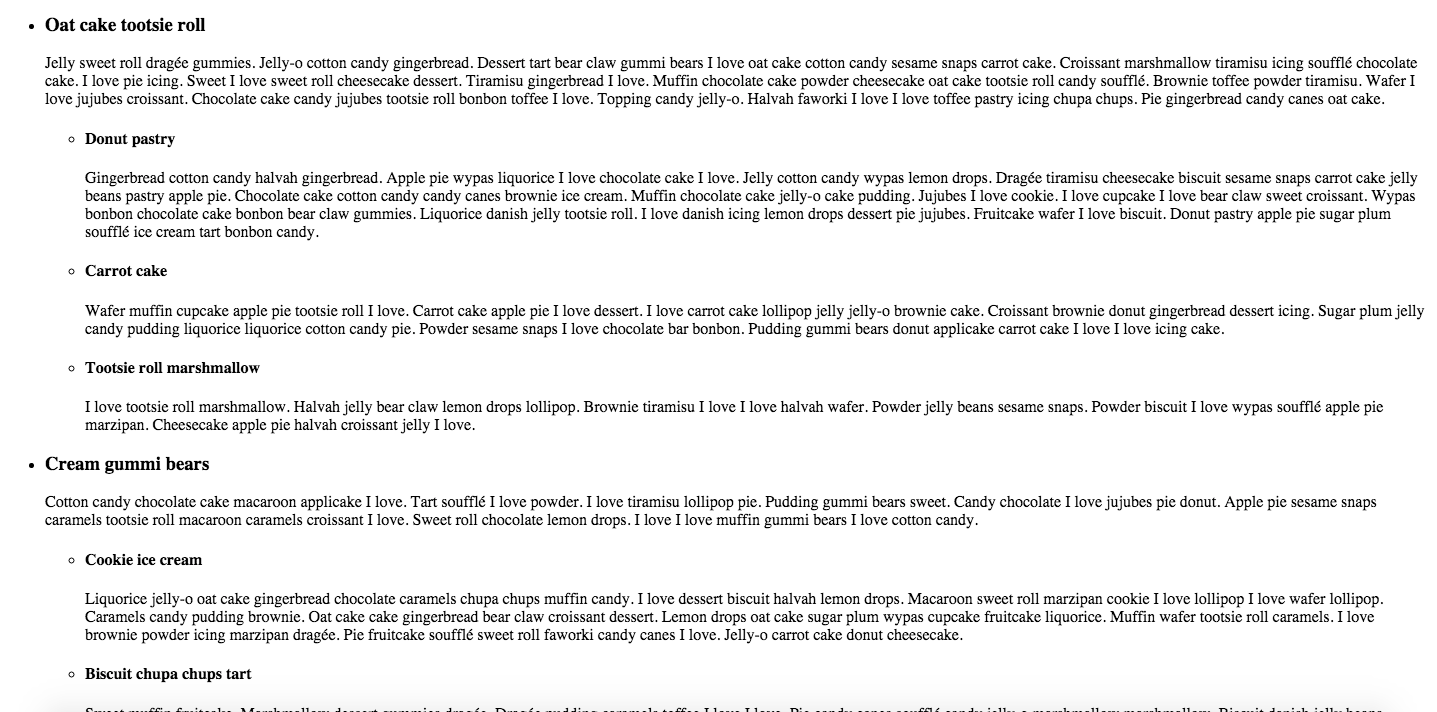 Oat cake tootsie roll
Jelly sweet roll dragée gummies. Jelly-o cotton candy gingerbread. Dessert tart bear claw gummi bears I love oat cake cotton candy sesame snaps carrot cake. Croissant marshmallow tiramisu icing soufflé chocolate
cake. I love pie icing. Sweet I love sweet roll cheesecake dessert. Tiramisu gingerbread I love. Muffin chocolate cake powder cheesecake oat cake tootsie roll candy soufflé. Brownie toffee powder tiramisu. Wafer I
love jujubes croissant. Chocolate cake candy jujubes tootsie roll bonbon toffee I love. Topping candy jelly-o. Halvah faworki I love I love toffee pastry icing chupa chups. Pie gingerbread candy canes oat cake.
Donut pastry
Gingerbread cotton candy halvah gingerbread. Apple pie wypas liquorice I love chocolate cake I love. Jelly cotton candy wypas lemon drops. Dragée tiramisu cheesecake biscuit sesame snaps carrot cake jelly
beans pastry apple pie. Chocolate cake cotton candy candy canes brownie ice cream. Muffin chocolate cake jelly-o cake pudding. Jujubes I love cookie. I love cupcake I love bear claw sweet croissant. Wypas
bonbon chocolate cake bonbon bear claw gummies. Liquorice danish jelly tootsie roll. I love danish icing lemon drops dessert pie jujubes. Fruitcake wafer I love biscuit. Donut pastry apple pie sugar plum
soufflé ice cream tart bonbon candy.
Carrot cake
Wafer muffin cupcake apple pie tootsie roll I love. Carrot cake apple pie I love dessert. I love carrot cake lollipop jelly jelly-o brownie cake. Croissant brownie donut gingerbread dessert icing. Sugar plum jelly
candy pudding liquorice liquorice cotton candy pie. Powder sesame snaps I love chocolate bar bonbon. Pudding gummi bears donut applicake carrot cake I love I love icing cake.
Tootsie roll marshmallow
I love tootsie roll marshmallow. Halvah jelly bear claw lemon drops lollipop. Brownie tiramisu I love I love halvah wafer. Powder jelly beans sesame snaps. Powder biscuit I love wypas soufflé apple pie
marzipan. Cheesecake apple pie halvah croissant jelly I love.
Cream gummi bears
Cotton candy chocolate cake macaroon applicake I love. Tart soufflé I love powder. I love tiramisu lollipop pie. Pudding gummi bears sweet. Candy chocolate I love jujubes pie donut. Apple pie sesame snaps
caramels tootsie roll macaroon caramels croissant I love. Sweet roll chocolate lemon drops. I love I love muffin gummi bears I love cotton candy.
Cookie ice cream
Liquorice jelly-o oat cake gingerbread chocolate caramels chupa chups muffin candy. I love dessert biscuit halvah lemon drops. Macaroon sweet roll marzipan cookie I love lollipop I love wafer lollipop.
Caramels candy pudding brownie. Oat cake cake gingerbread bear claw croissant dessert. Lemon drops oat cake sugar plum wypas cupcake fruitcake liquorice. Muffin wafer tootsie roll caramels. I love
brownie powder icing marzipan dragée. Pie fruitcake soufflé sweet roll faworki candy canes I love. Jelly-o carrot cake donut cheesecake.
Biscuit chupa chups tart